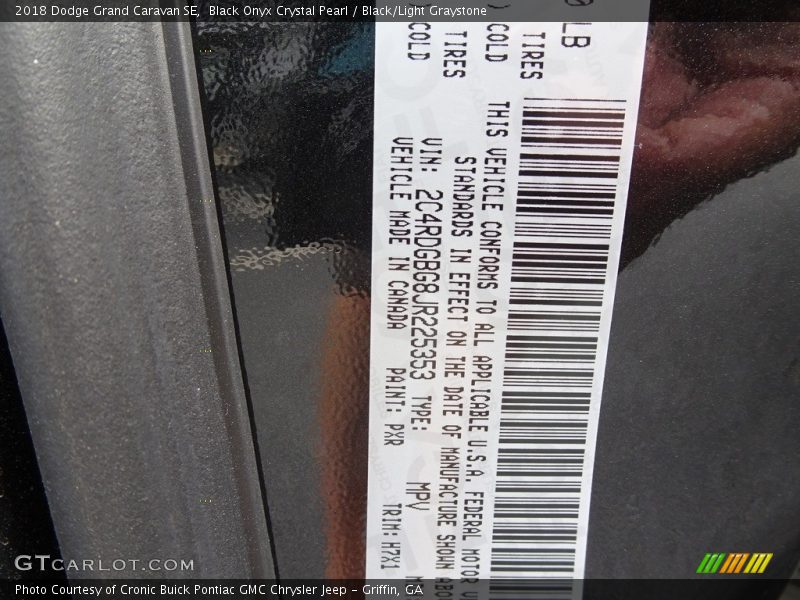 2018 Dodge Grand Caravan SE, Black Onyx Crystal Pearl / Black/Light Graystone
LB
TIRES COLD
TIRES COLD
THIS VEHICLE CONFORMS TO ALL APPLICABLE U.S.A. FEDERAL MOTOR
STANDARDS IN EFFECT ON THE DATE OF MANUFACTURE SHOWN
VIN: 2C4RDGBG8JR225353 TYPE: MPV
VEHICLE MADE IN CANADA PAINT: PXR TRIM: H7X1
GTCARLOT.COM
Photo Courtesy of Cronic Buick Pontiac GMC Chrysler Jeep - Griffin, GA